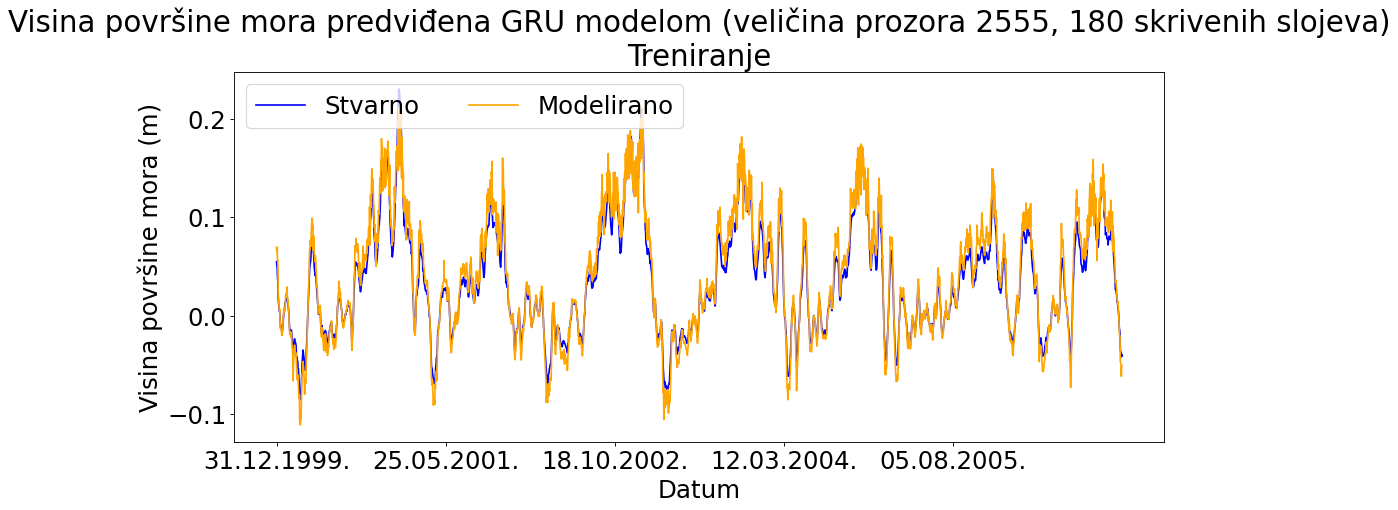 Visina površine mora predviđena GRU modelom (veličina prozora 2555, 180 skrivenih slojeva)
Treniranje
Stvarno
Modelirano
Visina površine mora (m)
0.2
0.1
0.0
−0.1
31.12.1999.
25.05.2001.
18.10.2002.
12.03.2004.
05.08.2005.
Datum